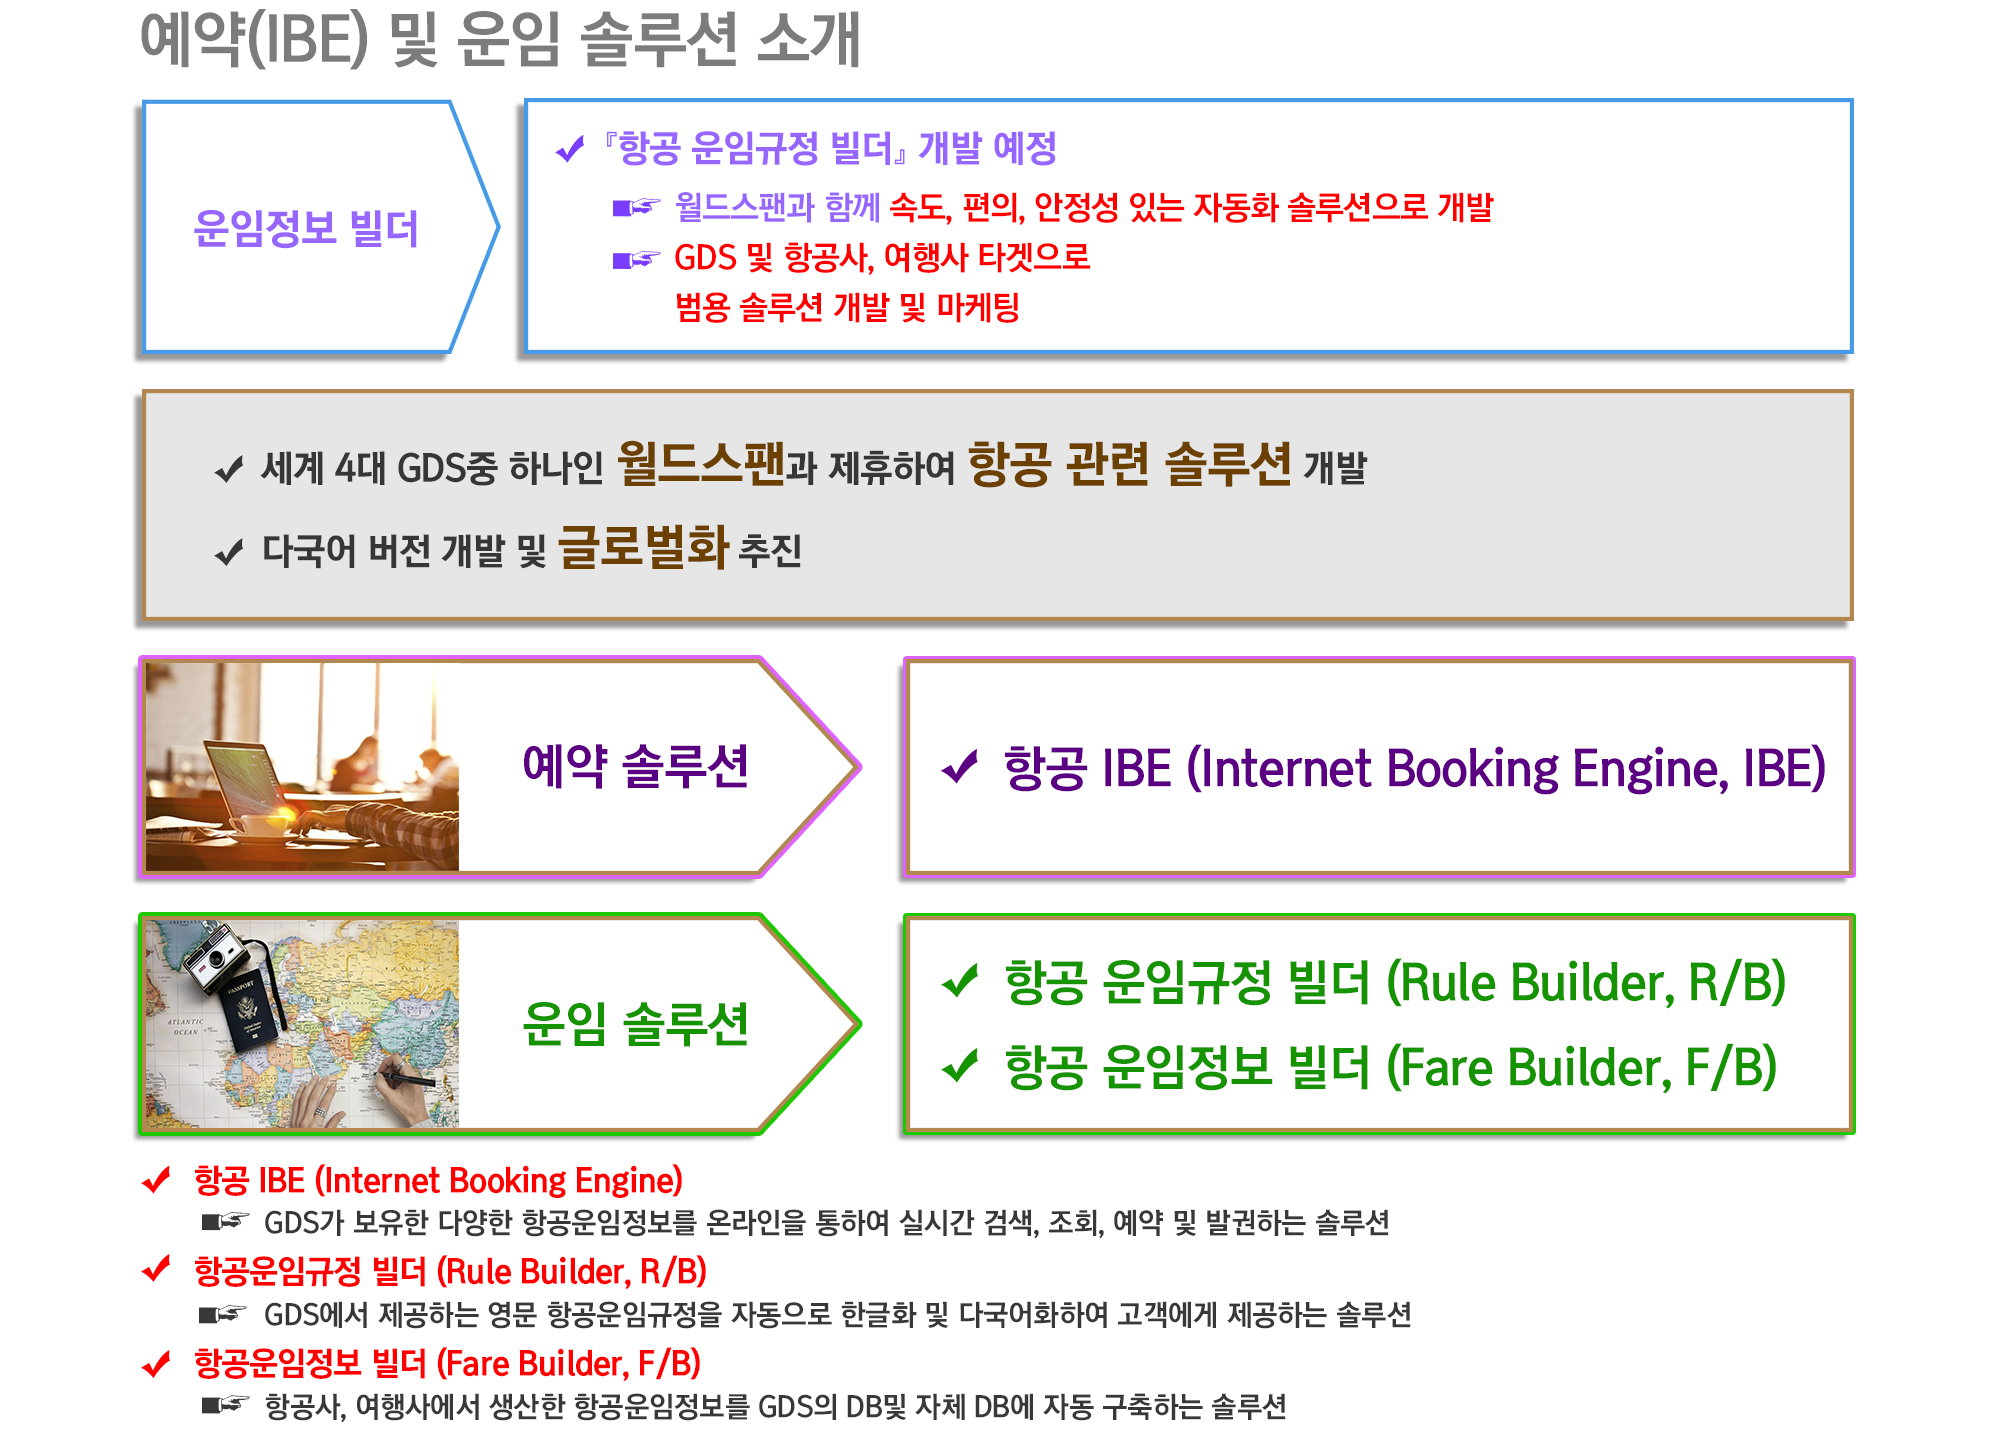 예약(IBE) 및 운임 솔루션 소개
운임정보 빌더
『항공 운임규정 빌더』 개발 예정
월드스팬과 함께 속도, 편의, 안정성 있는 자동화 솔루션으로 개발
GDS 및 항공사, 여행사 타겟으로
범용 솔루션 개발 및 마케팅
세계 4대 GDS중 하나인 월드스팬과 제휴하여 항공 관련 솔루션 개발
다국어 버전 개발 및 글로벌화 추진
예약 솔루션
항공 IBE (Internet Booking Engine, IBE)
PASSPORT
ATLANTIC
OCEAN
운임 솔루션
항공 운임규정 빌더 (Rule Builder, R/B)
항공 운임정보 빌더 (Fare Builder, F/B)
항공 IBE (Internet Booking Engine)
GDS가 보유한 다양한 항공운임정보를 온라인을 통하여 실시간 검색, 조회, 예약 및 발권하는 솔루션
항공운임규정 빌더 (Rule Builder, R/B)
GDS에서 제공하는 영문 항공운임규정을 자동으로 한글화 및 다국어화하여 고객에게 제공하는 솔루션
항공운임정보 빌더 (Fare Builder, F/B)
항공사, 여행사에서 생산한 항공운임정보를 GDS의 DB및 자체 DB에 자동 구축하는 솔루션